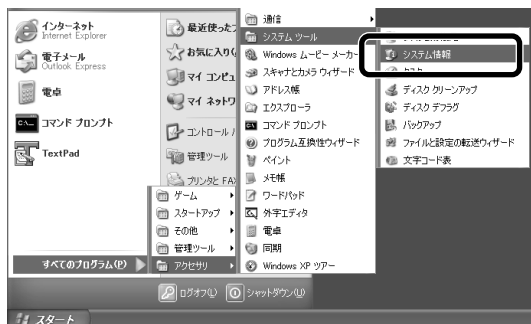 インターネット
Internet Explorer
電子メール
Outlook Express
電卓
コマンド プロンプト
TextPad
すべてのプログラム(P)
最近使った
お気に入り(
マイ コンピュ
マイ ネットワ
コントロール
管理ツール
プリンタと FAX
ゲーム
スタートアップ
その他
管理ツール
アクセサリ
通信
システム ツール
Windows ムービー メーカー
スキャナとカメラ ウィザード
アドレス帳
エクスプローラ
コマンド プロンプト
プログラム互換性ウィザード
ペイント
メモ帳
ワードパッド
外字エディタ
電卓
同期
Windows XP ツアー
システム情報
ディスク クリーンアップ
ディスク デフラグ
バックアップ
ファイルと設定の転送ウィザード
文字コード表
ログオフ(L)
シャットダウン(U)
スタート